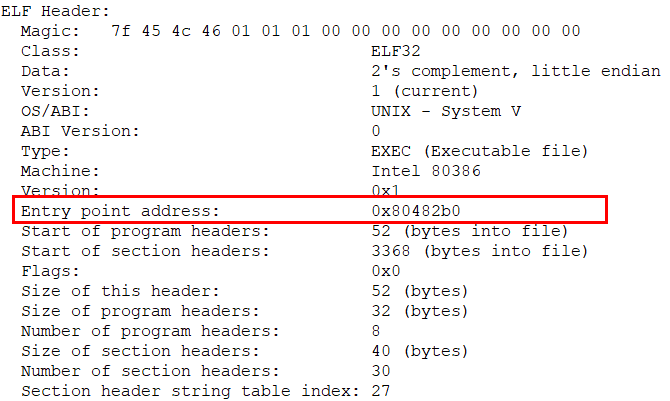 ELF Header:
Magic: 7f 45 4c 46 01 01 01 00 00 00 00 00 00 00 00 00
Class: ELF32
Data: 2's complement, little endian
Version: 1 (current)
OS/ABI: UNIX - System V
ABI Version: 0
Type: EXEC (Executable file)
Machine: Intel 80386
Version: 0x1
Entry point address: 0x80482b0
Start of program headers: 52 (bytes into file)
Start of section headers: 3368 (bytes into file)
Flags: 0x0
Size of this header: 52 (bytes)
Size of program headers: 32 (bytes)
Number of program headers: 8
Size of section headers: 40 (bytes)
Number of section headers: 30
Section header string table index: 27